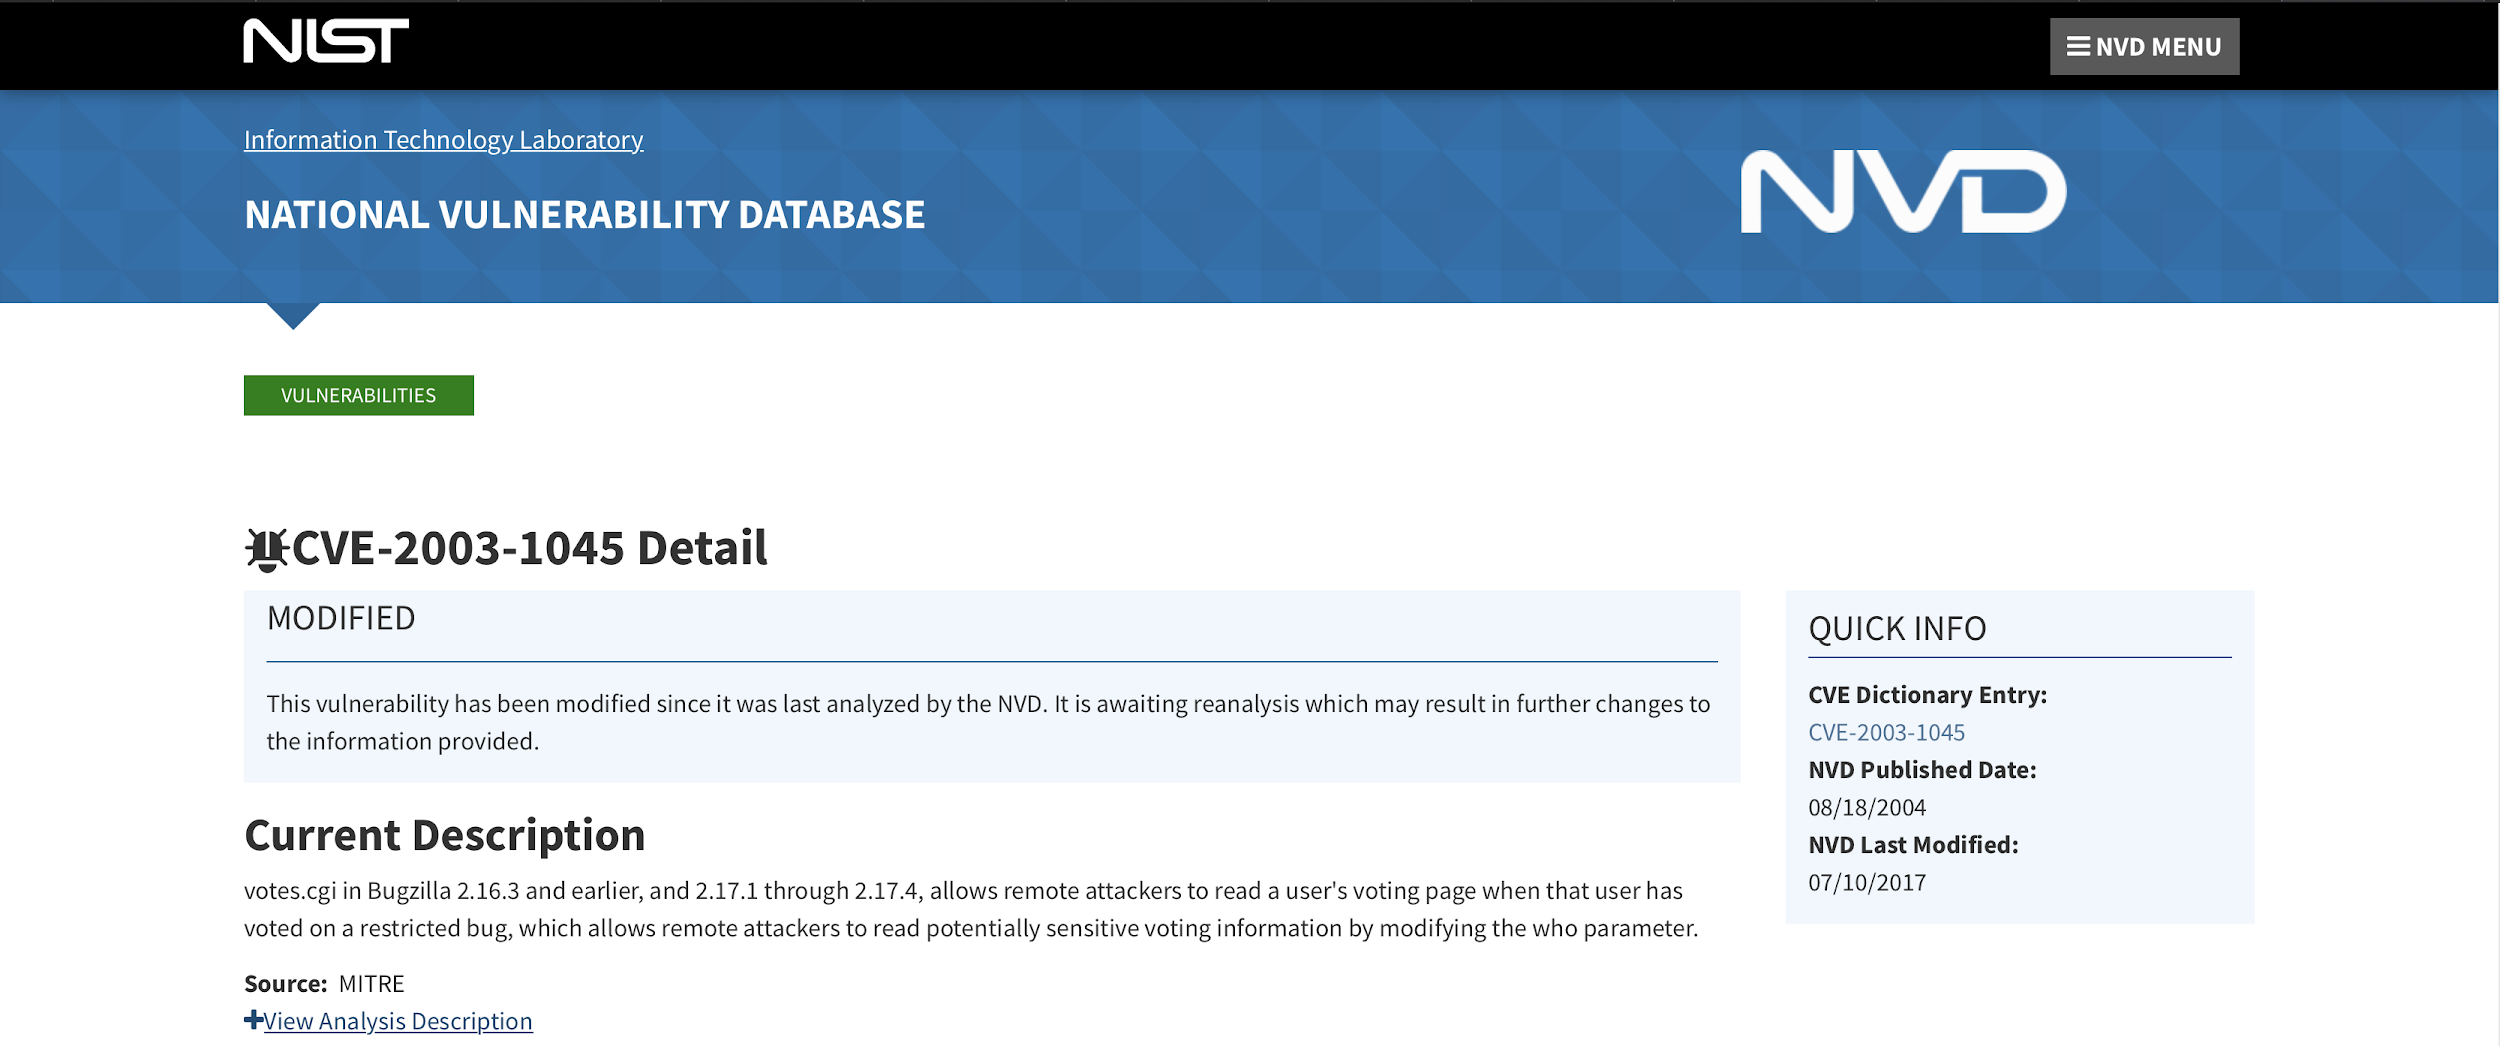 NIST
NVD MENU
Information Technology Laboratory
NATIONAL VULNERABILITY DATABASE
NVD
VULNERABILITIES
CVE-2003-1045 Detail
MODIFIED
This vulnerability has been modified since it was last analyzed by the NVD. It is awaiting reanalysis which may result in further changes to
the information provided.
Current Description
votes.cgi in Bugzilla 2.16.3 and earlier, and 2.17.1 through 2.17.4, allows remote attackers to read a user's voting page when that user has
voted on a restricted bug, which allows remote attackers to read potentially sensitive voting information by modifying the who parameter.
Source: MITRE
View Analysis Description
QUICK INFO
CVE Dictionary Entry:
CVE-2003-1045
NVD Published Date:
08/18/2004
NVD Last Modified:
07/10/2017